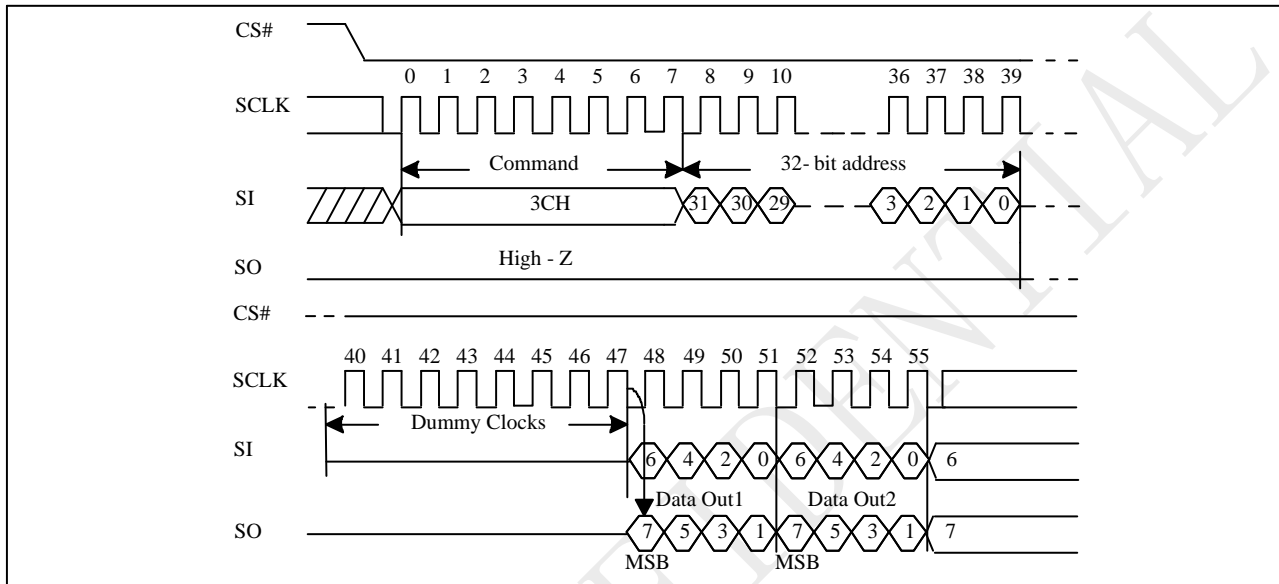 CS#
0 1 2 3 4 5 6 7 8 9 10 36 37 38 39
SCLK
Command 32- bit address
SI 3CH 31 30 29 3 2 1 0
High - Z
SO
CS#
40 41 42 43 44 45 46 47 48 49 50 51 52 53 54 55
SCLK
Dummy Clocks
SI 6 4 2 0 6 4 2 0 6
Data Out1 Data Out2
SO 7 5 3 1 7 5 3 1 7
MSB MSB